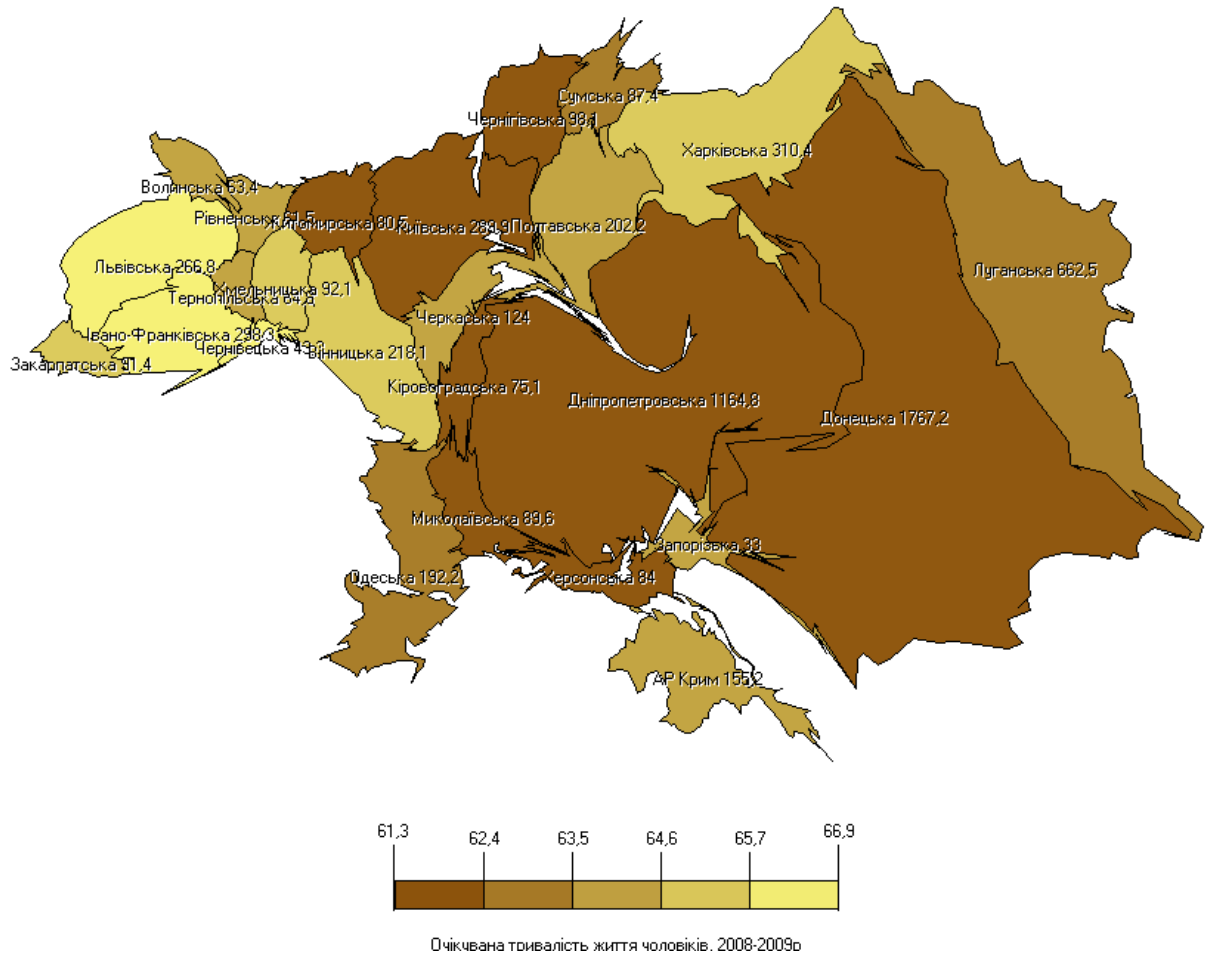 Сумська 87,4
Чернігівська 98,1
Харківська 310,4
Волинська 63,4
Рівненська 61,5
Житомирська 80,5
Київська 289,9
Полтавська 202,2
Львівська 266,8
Луганська 662,5
Хмельницька 92,1
Тернопільська 64,6
Черкаська 124
Івано-Франківська 298,3
Чернівецька
Вінницька 218,1
Закарпатська 91,4
Кіровоградська 75,1
Дніпропетровська 1164,8
Донецька 1767,2
Миколаївська 89,6
Запорізька 33
Одеська 192,2
Херсонська 84
АР Крим 155,2
61,3 62,4 63,5 64,6 65,7 66,9
Очікувана тривалість життя чоловіків, 2008-2009р